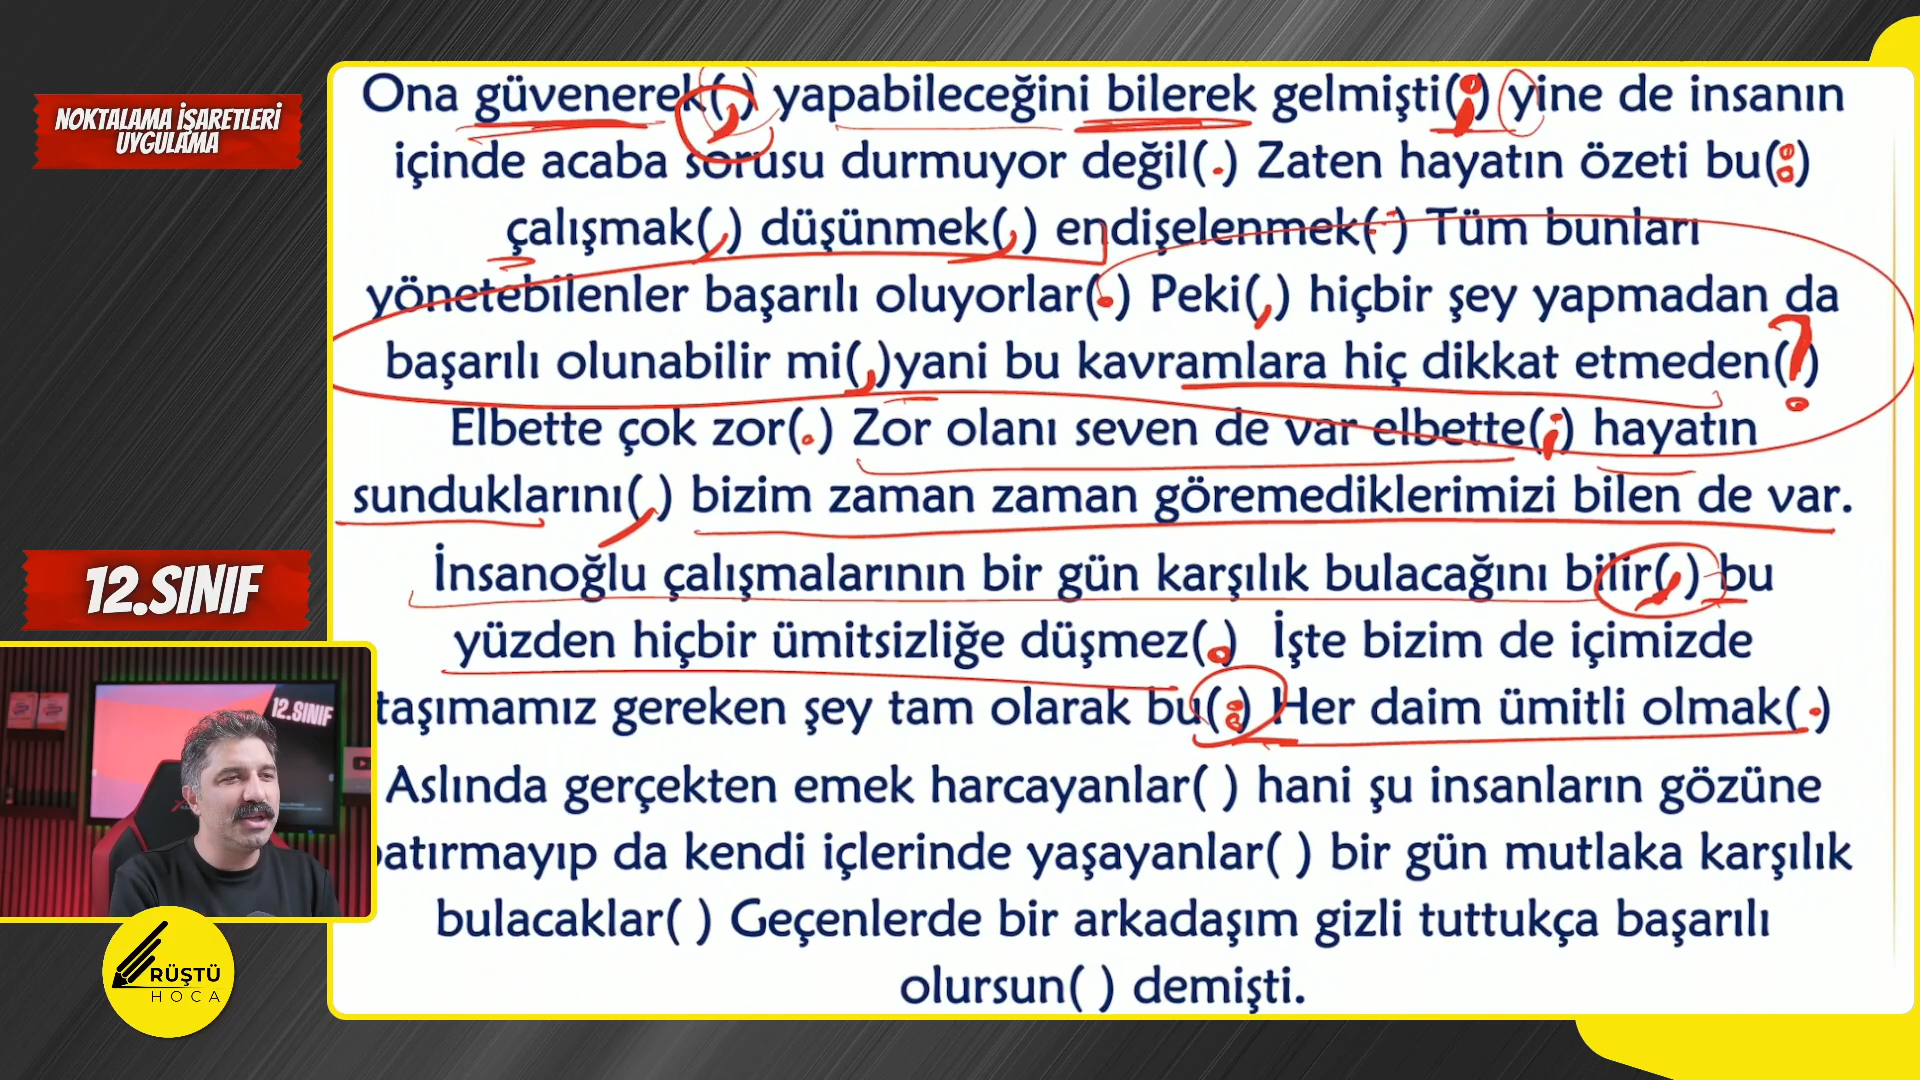 NOKTALAMA İŞARETLERİ
UYGULAMA
Ona güvenerek(,) yapabileceğini bilerek gelmişti(;) yine de insanın
içinde acaba sorusu durmuyor değil(.) Zaten hayatın özeti bu(:)
çalışmak(,) düşünmek(,) endişelenmek(...) Tüm bunları
yönetebilenler başarılı oluyorlar(.) Peki(,) hiçbir şey yapmadan da
başarılı olunabilir mi(,)yani bu kavramlara hiç dikkat etmeden(?)
Elbette çok zor(.) Zor olanı seven de var elbette(;) hayatın
sunduklarını(,) bizim zaman zaman göremediklerimizi bilen de var.
İnsanoğlu çalışmalarının bir gün karşılık bulacağını bilir(,) bu
yüzden hiçbir ümitsizliğe düşmez(.) İşte bizim de içimizde
taşımamız gereken şey tam olarak bu(:) Her daim ümitli olmak(.)
Aslında gerçekten emek harcayanlar( ) hani şu insanların gözüne
batırmayıp da kendi içlerinde yaşayanlar( ) bir gün mutlaka karşılık
bulacaklar( ) Geçenlerde bir arkadaşım gizli tuttukça başarılı
olursun( ) demişti.
12.SINIF
12.SINIF
RÜŞTÜ
HOCA